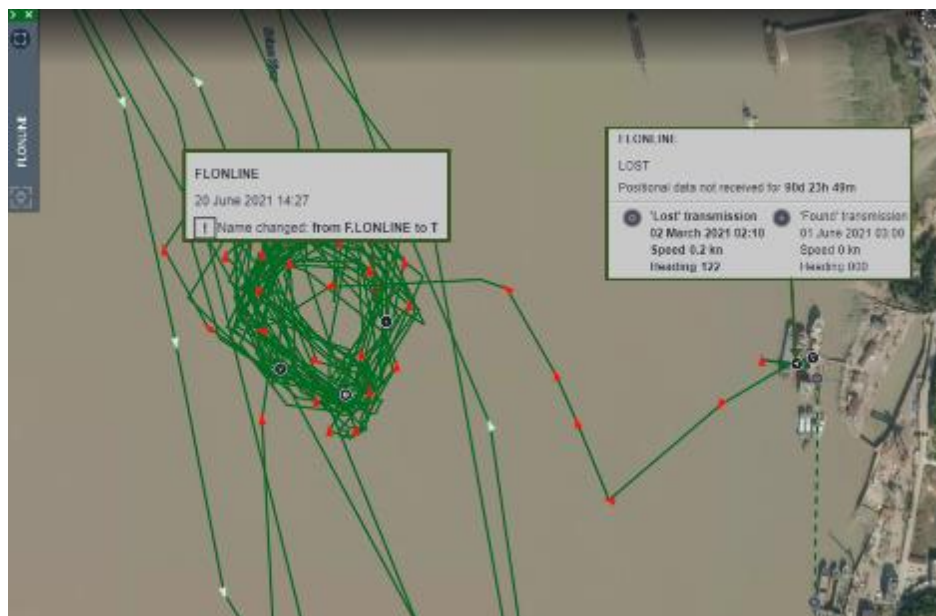 FLONLINE
FLONLINE
20 June 2021 14:27
! Name changed: from F.LONLINE to T
FLONLINE
LOST
Positional data not received for 90d 23h 49m
'Lost' transmission
02 March 2021 02:10
Speed 0.2 kn
Heading 122
'Found' transmission
01 June 2021 03:00
Speed 0 kn
Heading 000